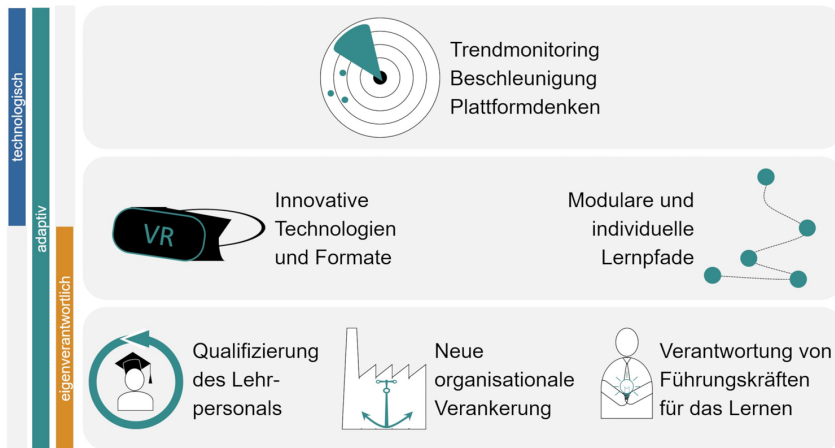 technologisch
adaptiv
eigenverantwortlich
Trendmonitoring
Beschleunigung
Plattformdenken
VR
Innovative
Technologien
und Formate
Modulare und
individuelle
Lernpfade
Qualifizierung
des Lehr-
personals
Neue
organisationale
Verankerung
Verantwortung von
Führungskräften
für das Lernen